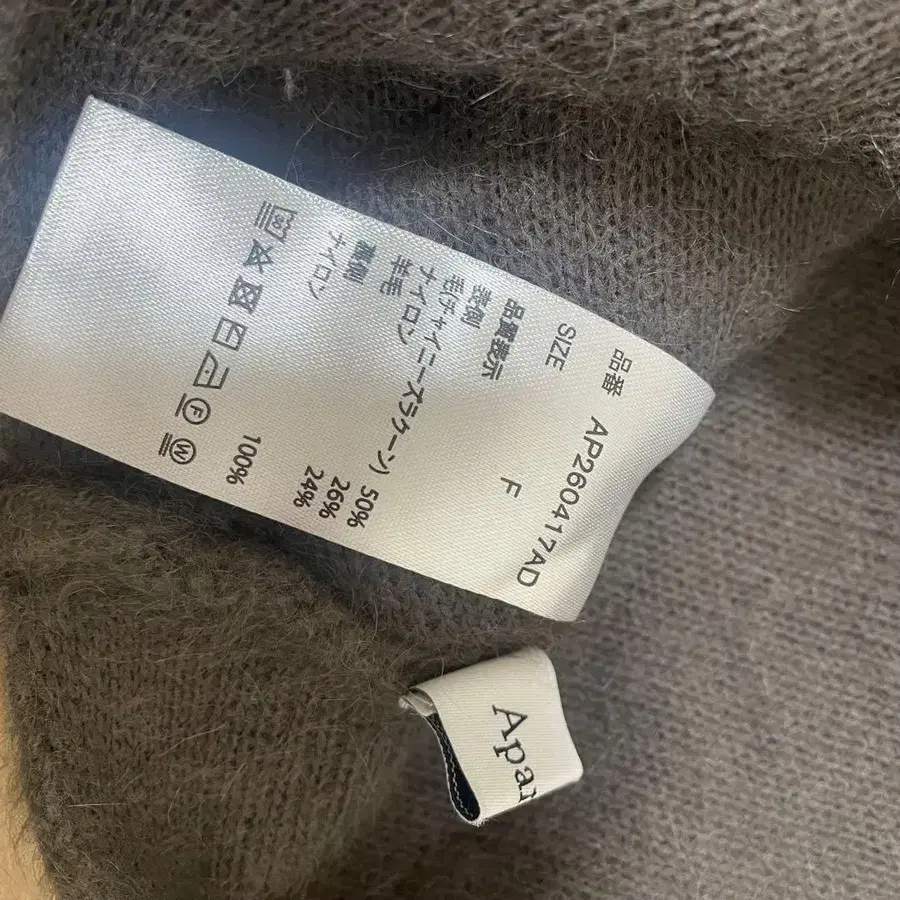 品番 AP260417AD
SIZE F
品質表示
表側
毛(チャイニーズラクーン) 50%
ナイロン 26%
羊毛 24%
裏側
ナイロン 100%
F
W
Apar